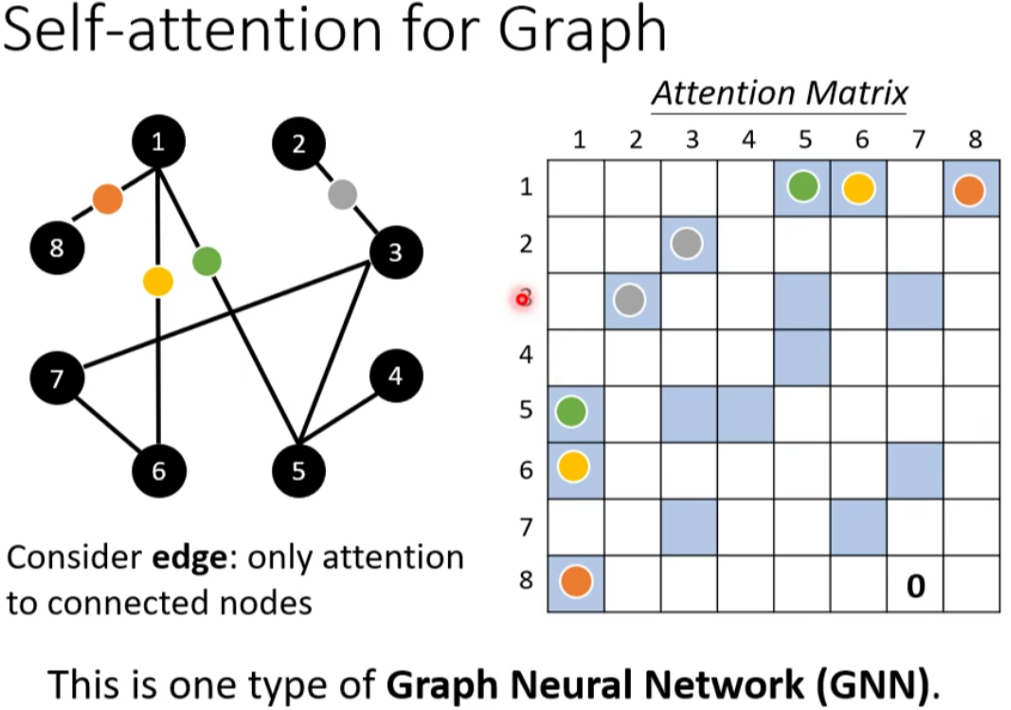 Self-attention for Graph
Attention Matrix
1 2 3 4 5 6 7 8
1
2
3
4
5
6
7
8
0
1
2
8
3
7
4
6
5
Consider edge: only attention
to connected nodes
This is one type of Graph Neural Network (GNN).